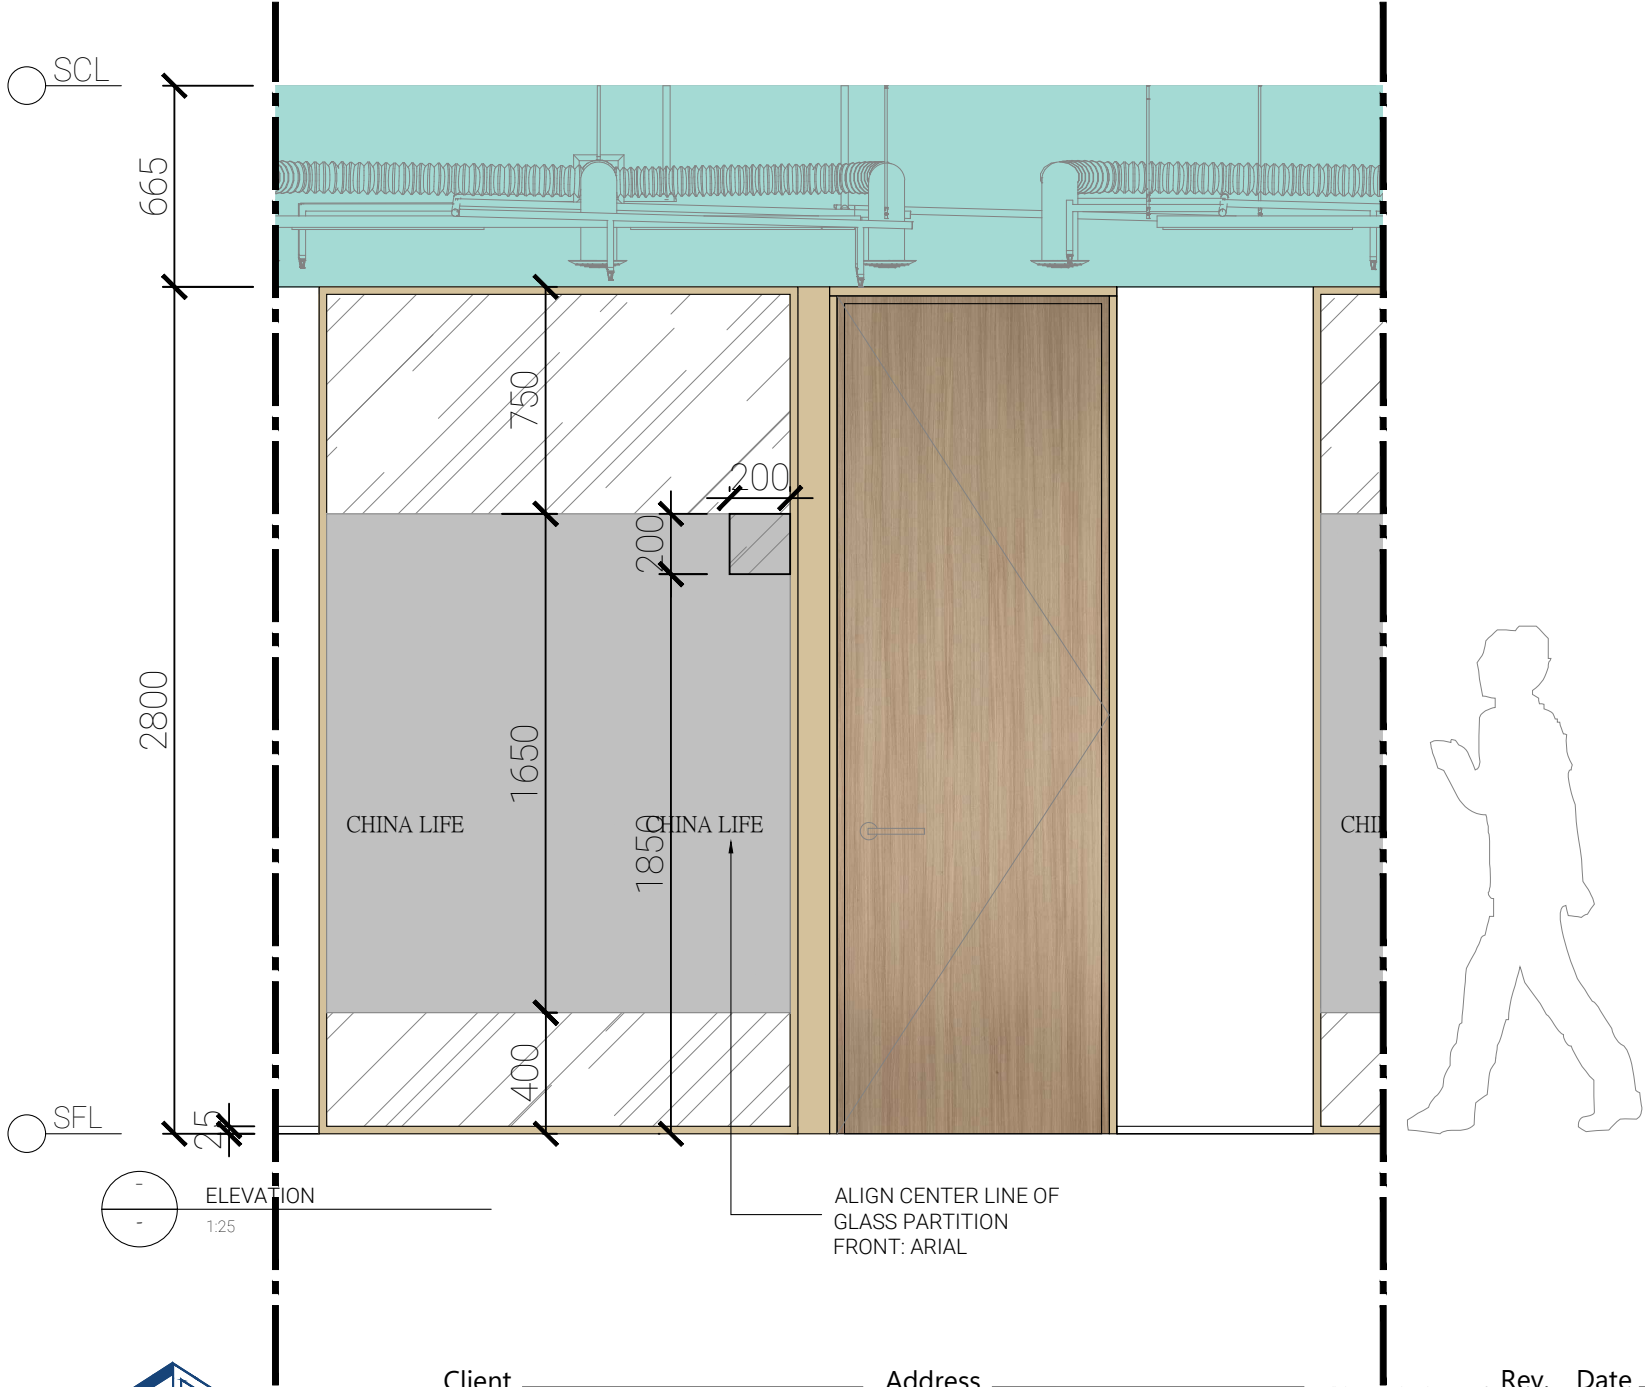 SCL
665
750
200
200
2800
1650
CHINA LIFE
CHINA LIFE
CHI
1850
400
SFL
25
-
ELEVATION
-
1:25
ALIGN CENTER LINE OF
GLASS PARTITION
FRONT: ARIAL
Client
Address
Rev. Date